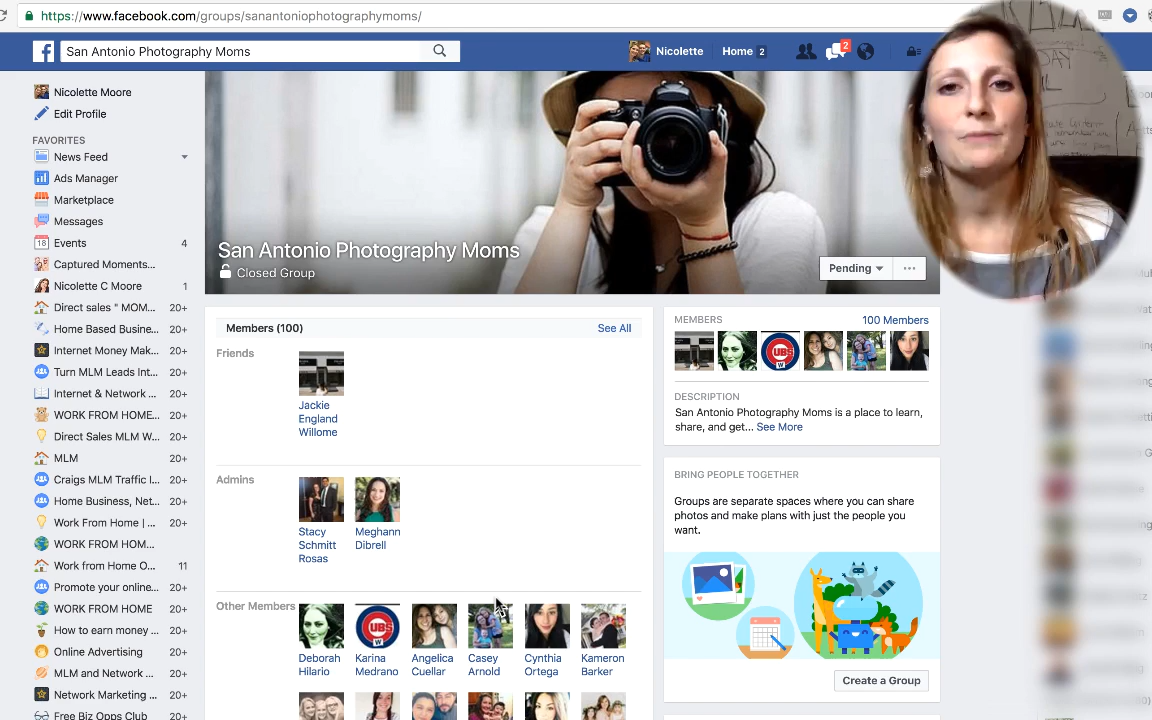 https://www.facebook.com/groups/sanantoniophotographymoms/
San Antonio Photography Moms
Nicolette
Home 2
2
Nicolette Moore
Edit Profile
FAVORITES
News Feed
Ads Manager
Marketplace
Messages
18 Events 4
Captured Moments...
Nicolette C Moore 1
Direct sales " MOM... 20+
Home Based Busine... 20+
Internet Money Mak... 20+
Turn MLM Leads Int... 20+
Internet & Network ... 20+
WORK FROM HOME... 20+
Direct Sales MLM W... 20+
MLM 20+
Craigs MLM Traffic I... 20+
Home Business, Net... 20+
Work From Home | ... 20+
WORK FROM HOM...
Work from Home O... 11
Promote your online... 20+
WORK FROM HOME 20+
How to earn money ... 20+
Online Advertising 20+
MLM and Network ... 20+
Network Marketing ... 20+
Free Biz Opps Club 20+
San Antonio Photography Moms
Closed Group
Pending
...
Members (100) See All
Friends
Jackie
England
Willome
Admins
Stacy
Schmitt
Rosas
Meghann
Dibrell
Other Members
UBS
Deborah
Hilario
Karina
Medrano
Angelica
Cuellar
Casey
Arnold
Cynthia
Ortega
Kameron
Barker
MEMBERS 100 Members
UBS
W
DESCRIPTION
San Antonio Photography Moms is a place to learn,
share, and get... See More
BRING PEOPLE TOGETHER
Groups are separate spaces where you can share
photos and make plans with just the people you
want.
Create a Group
DAY